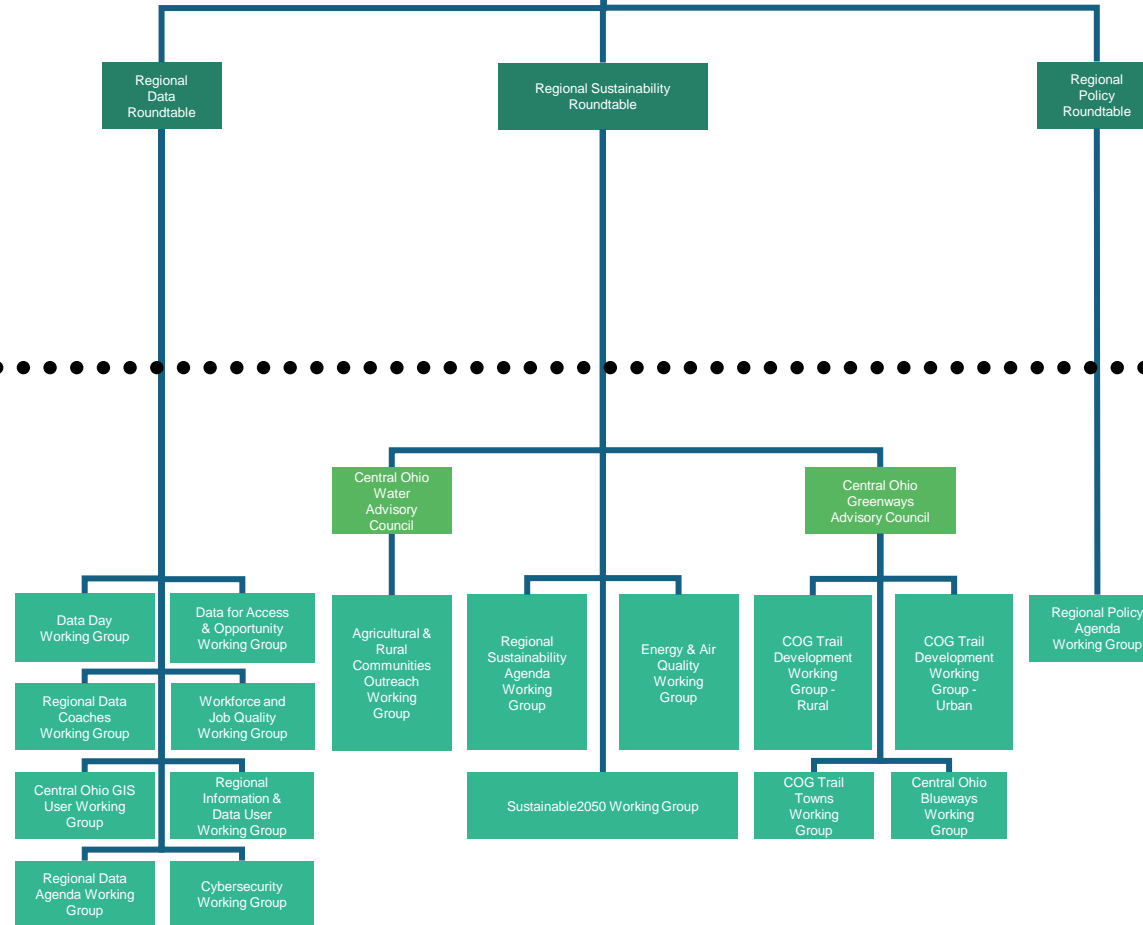 Regional
Data
Roundtable
Regional Sustainability
Roundtable
Regional
Policy
Roundtable
Central Ohio
Water
Advisory
Council
Central Ohio
Greenways
Advisory Council
Data Day
Working Group
Data for Access
& Opportunity
Working Group
Agricultural &
Rural
Communities
Outreach
Working
Group
Regional
Sustainability
Agenda
Working
Group
Energy & Air
Quality
Working
Group
COG Trail
Development
Working
Group -
Rural
COG Trail
Development
Working
Group -
Urban
Regional Policy
Agenda
Working Group
Regional Data
Coaches
Working Group
Workforce and
Job Quality
Working Group
Central Ohio GIS
User Working
Group
Regional
Information &
Data User
Working Group
Sustainable2050 Working Group
COG Trail
Towns
Working
Group
Central Ohio
Blueways
Working
Group
Regional Data
Agenda Working
Group
Cybersecurity
Working Group